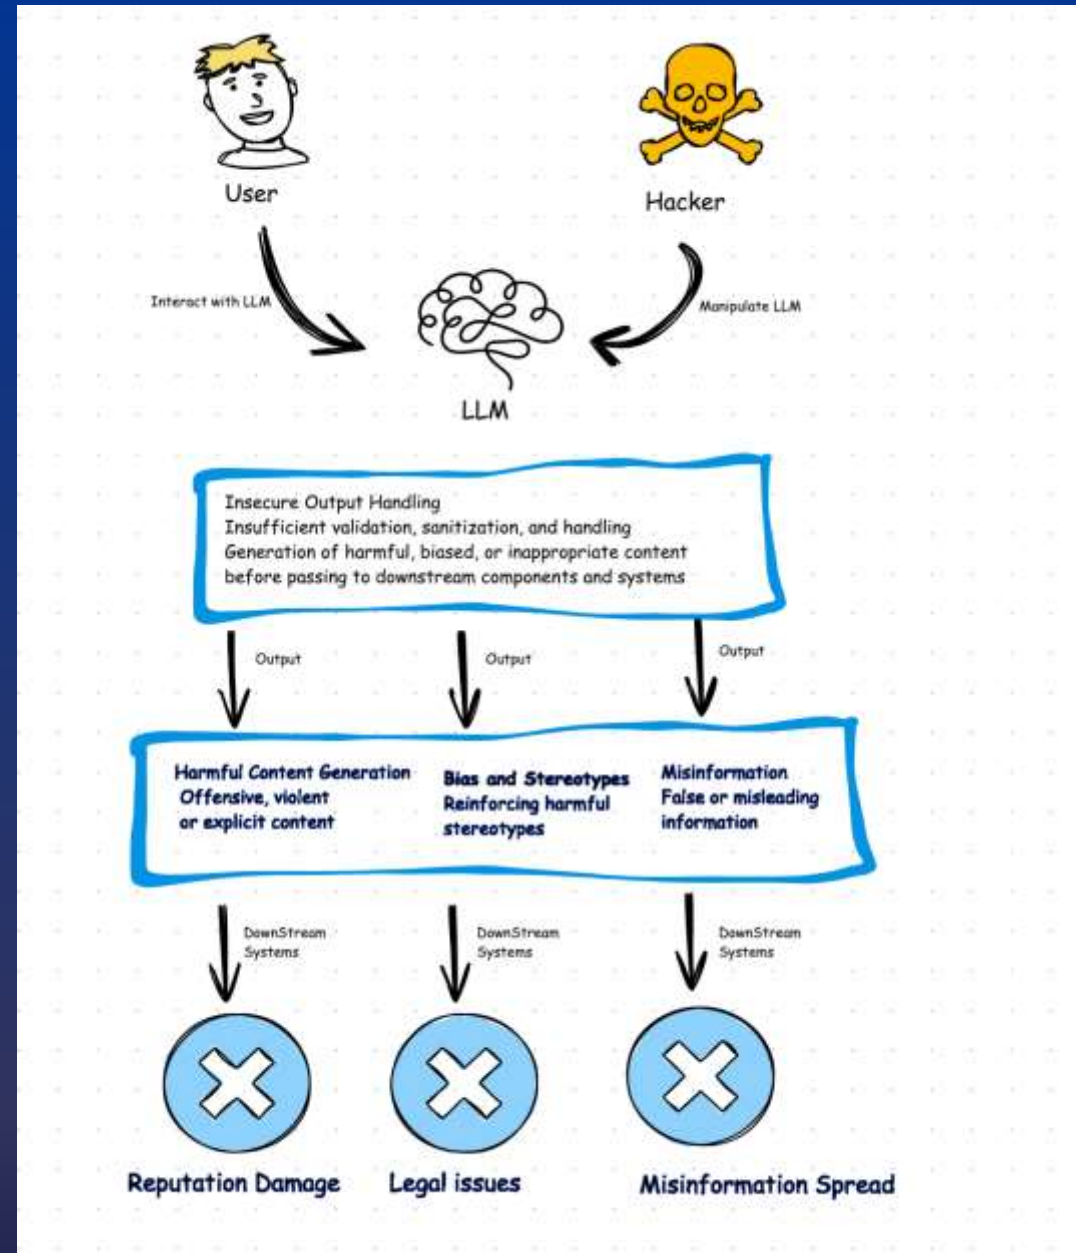 User
Hacker
Interact with LLM
Manipulate LLM
LLM
Insecure Output Handling
Insufficient validation, sanitization, and handling
Generation of harmful, biased, or inappropriate content
before passing to downstream components and systems
Output
Output
Output
Harmful Content Generation
Offensive, violent
or explicit content
Bias and Stereotypes
Reinforcing harmful
stereotypes
Misinformation
False or misleading
information
DownStream
Systems
DownStream
Systems
DownStream
Systems
Reputation Damage
Legal issues
Misinformation Spread